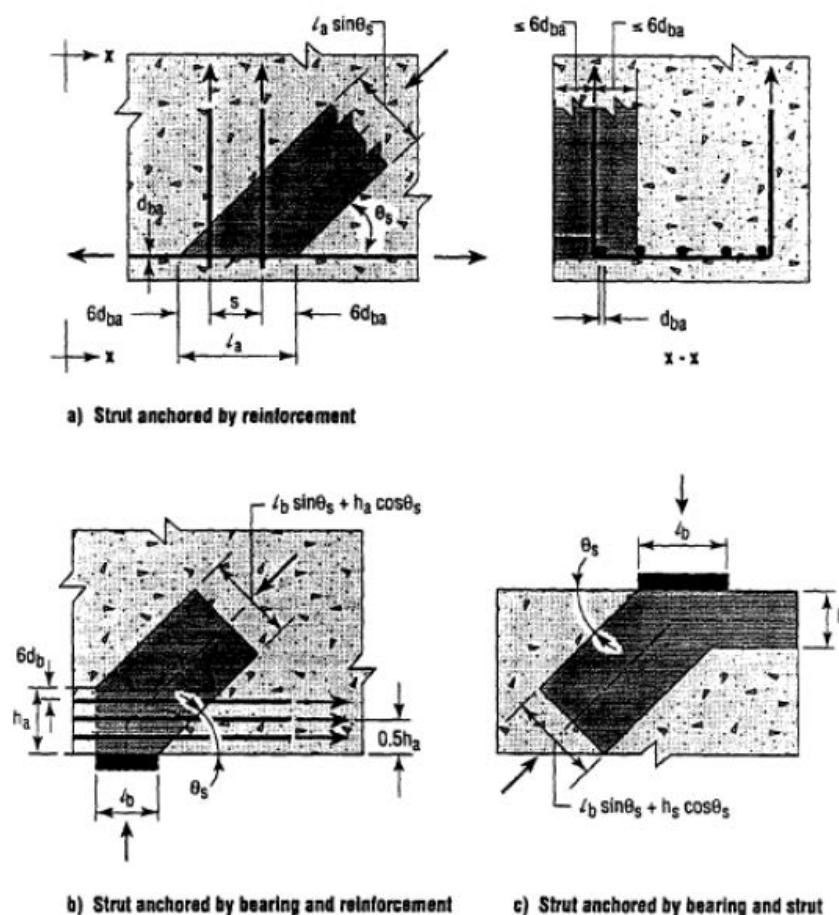 x
ℓa sinθs
≤ 6dba
≤ 6dba
dba
θs
6dba
s
6dba
ℓa
x
dba
x - x
a) Strut anchored by reinforcement
ℓb sinθs + ha cosθs
6db
ha
0.5ha
θs
ℓb
θs
ℓb
ℓb sinθs + hs cosθs
b) Strut anchored by bearing and reinforcement
c) Strut anchored by bearing and strut